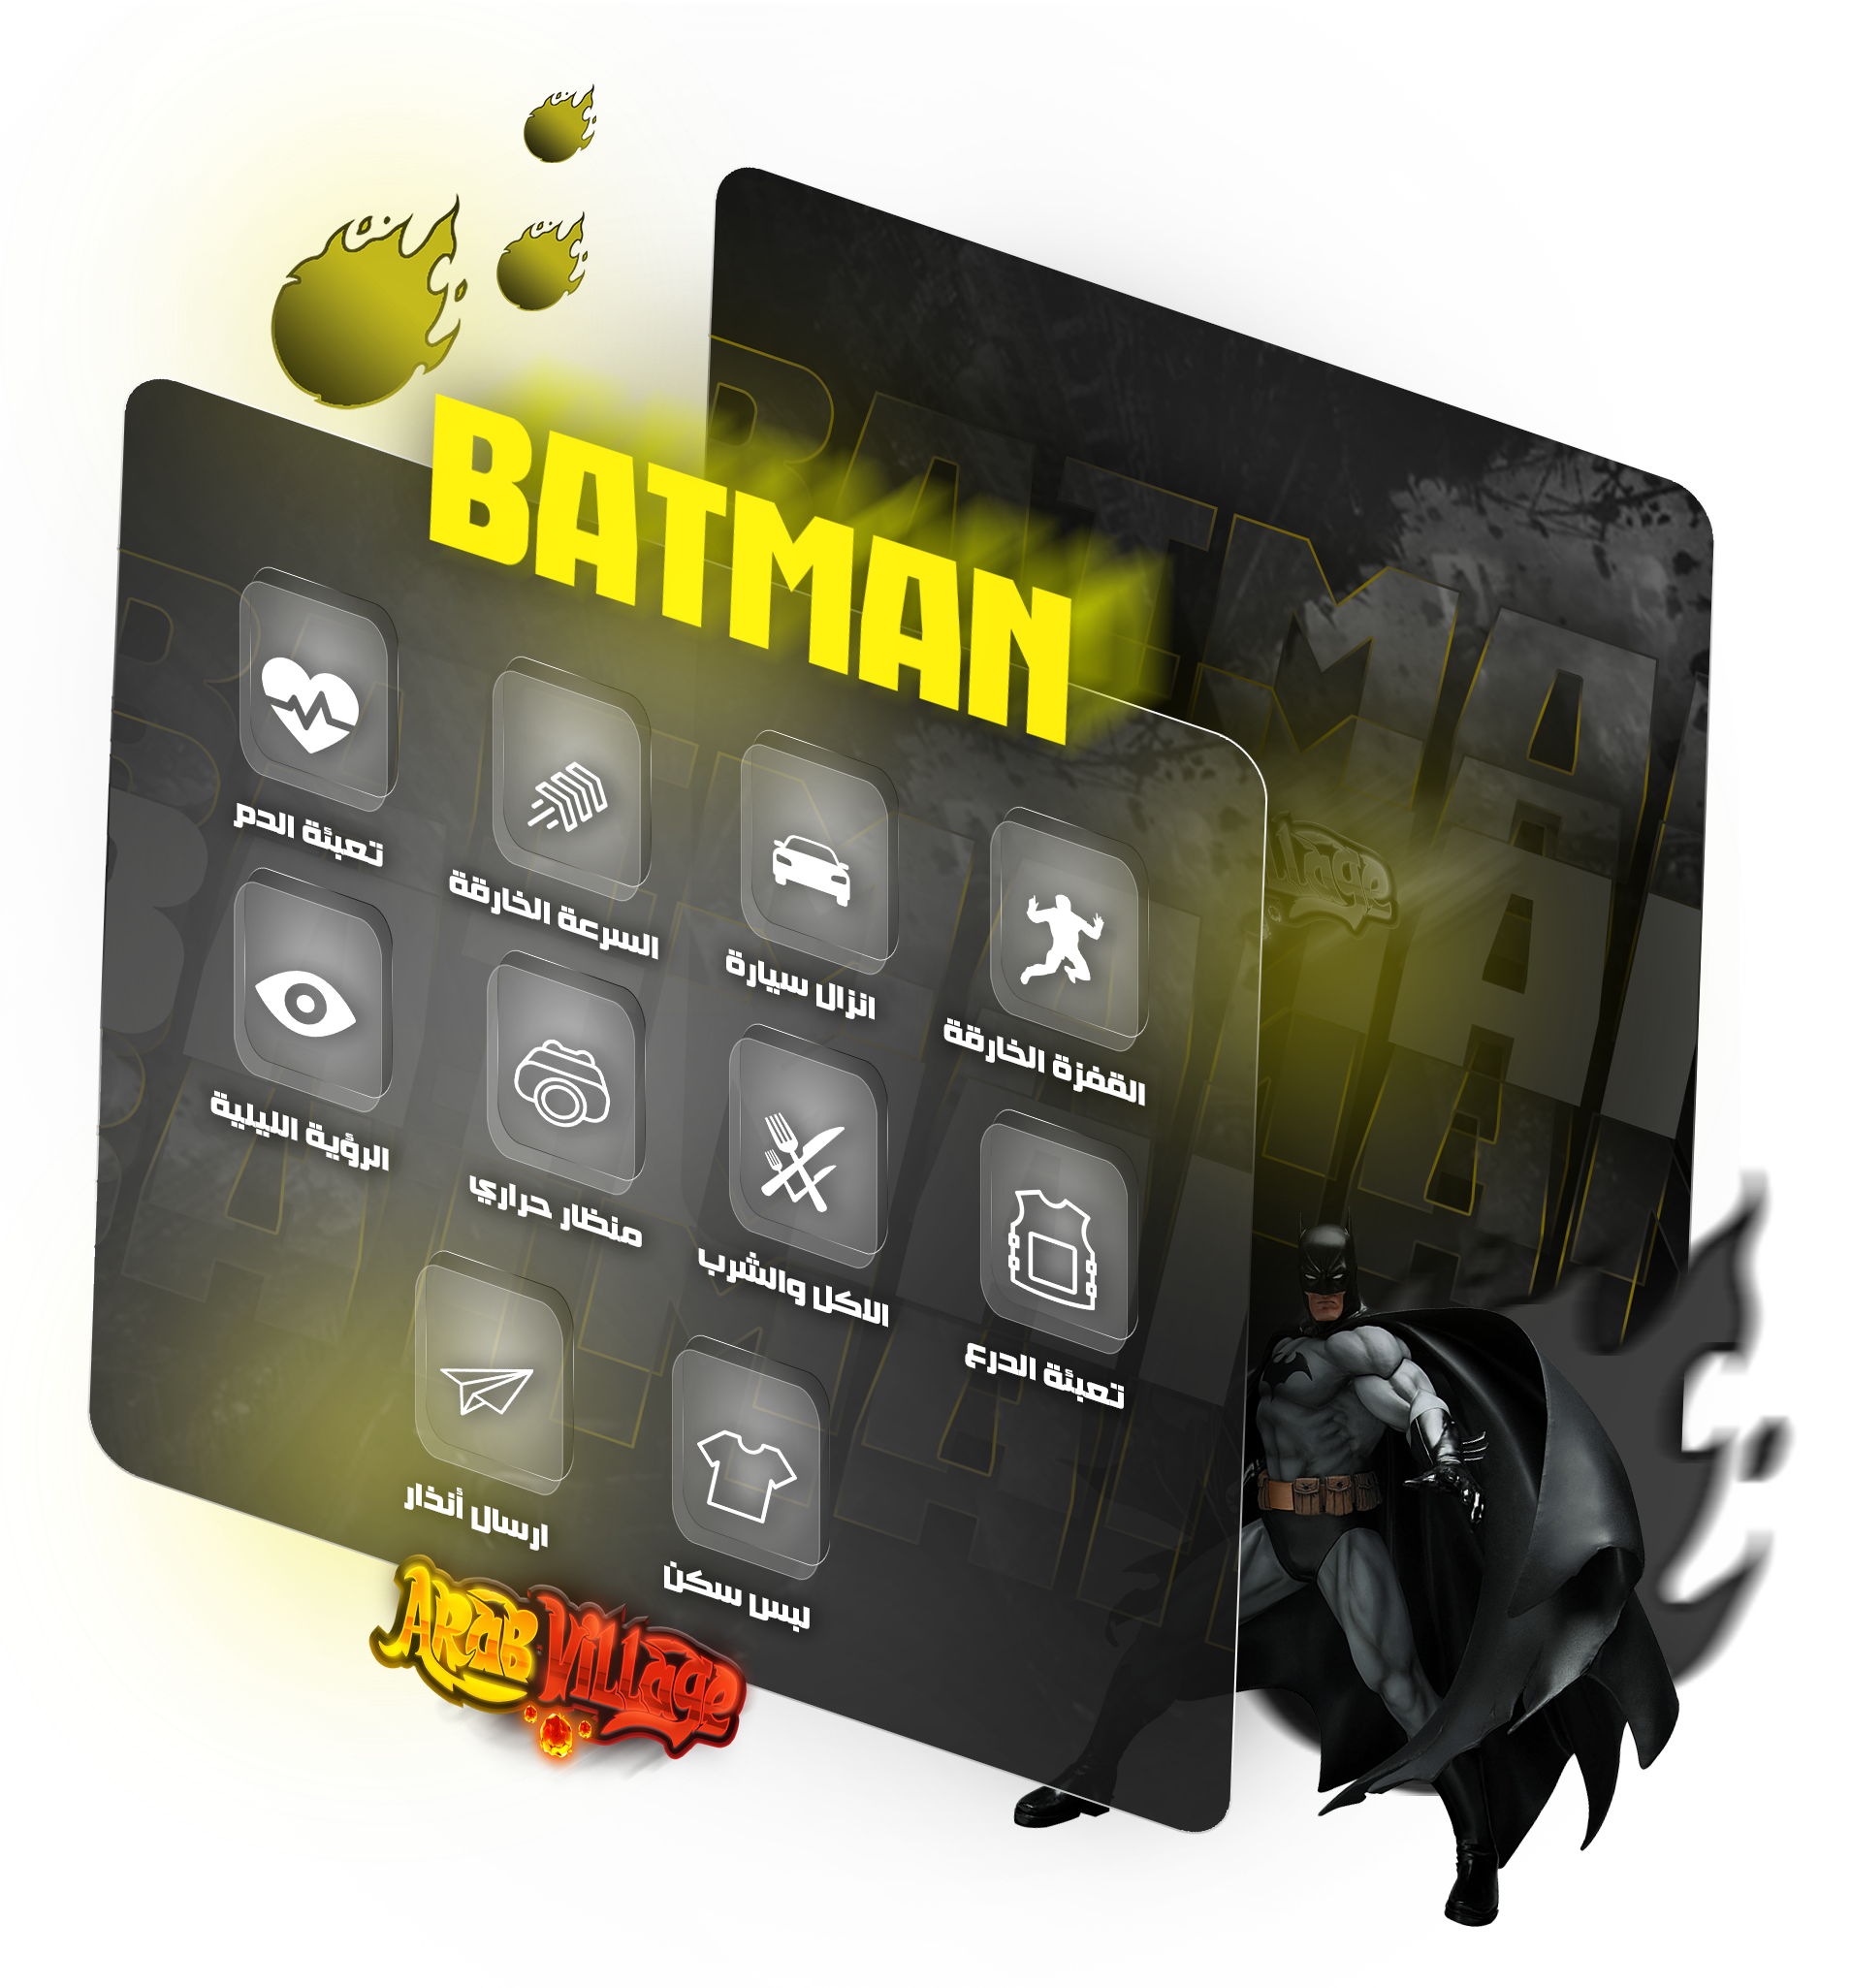 BATMAN
القفزة الخارقة
انزال سيارة
السرعة الخارقة
تعبئة الدم
تعبئة الدرع
الاكل والشرب
منظار حراري
الرؤية الليلية
لبس سكن
ارسال أنذار
ARAB Village